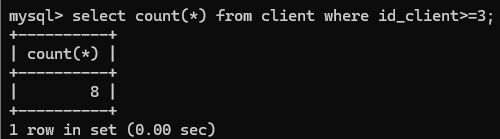 mysql> select count(*) from client where id_client>=3;
+----------+
| count(*) |
+----------+
|        8 |
+----------+
1 row in set (0.00 sec)